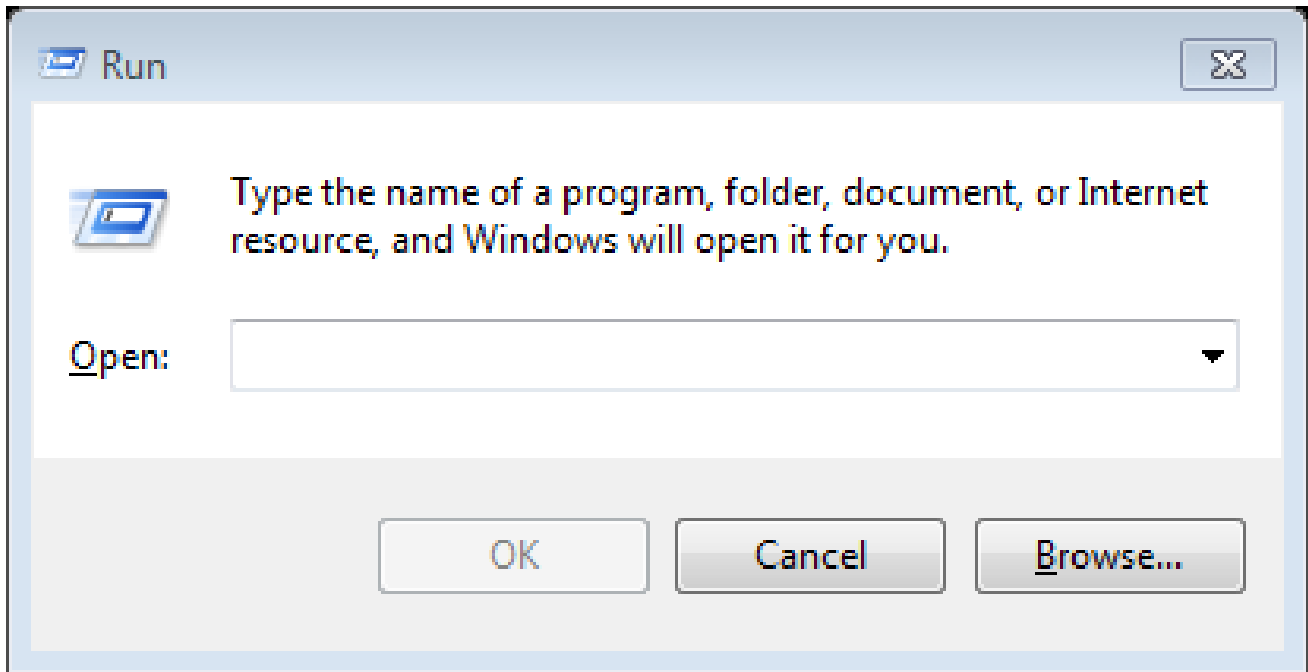 Run
Type the name of a program, folder, document, or Internet
resource, and Windows will open it for you.
Open:
OK
Cancel
Browse...